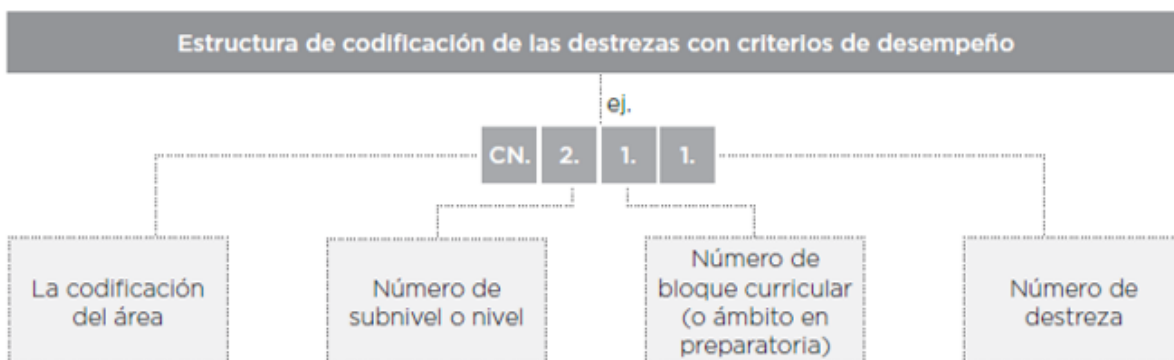 Estructura de codificación de las destrezas con criterios de desempeño
ej.
CN. 2. 1. 1.
La codificación
del área
Número de
subnivel o nivel
Número de
bloque curricular
(o ámbito en
preparatoria)
Número de
destreza